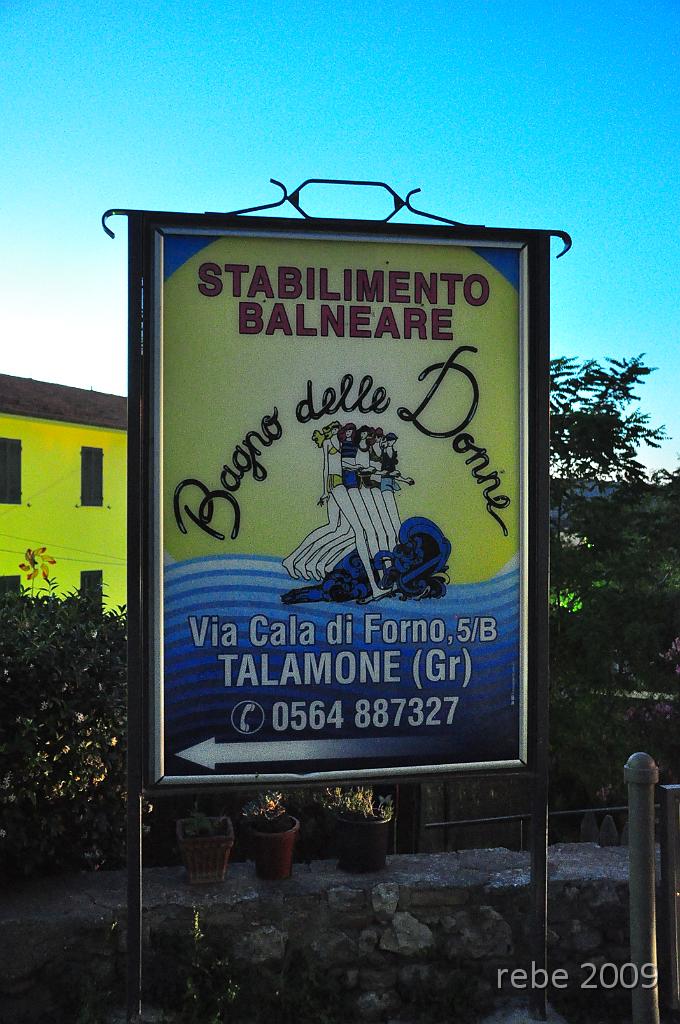 STABILIMENTO
BALNEARE
Bagno delle Donne
Via Cala di Forno, 5/B
TALAMONE (Gr)
0564 887327
rebe 2009